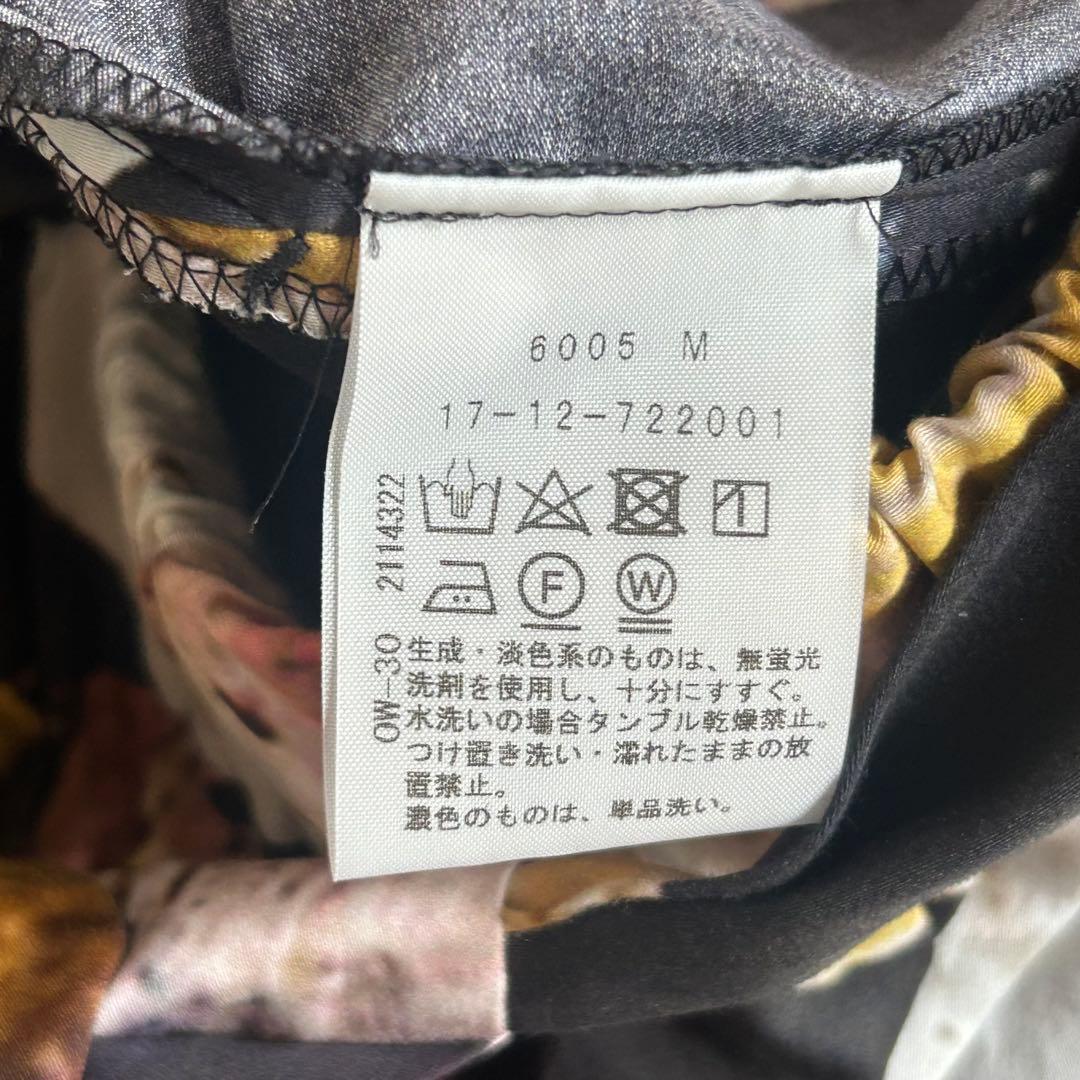 6005 M
17-12-722001
F W
生成・淡色系のものは、無蛍光
洗剤を使用し、十分にすすぐ。
水洗いの場合タンブル乾燥禁止。
つけ置き洗い・濡れたままの放
置禁止。
濃色のものは、単品洗い。
OW-30 2114322